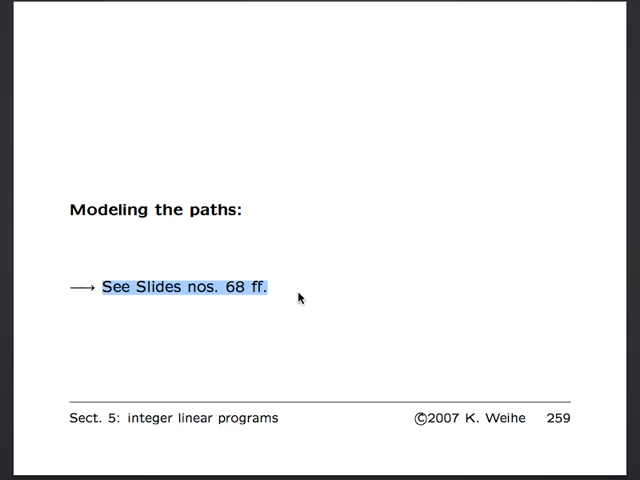 Modeling the paths:
⟶ See Slides nos. 68 ff.
Sect. 5: integer linear programs ©2007 K. Weihe 259